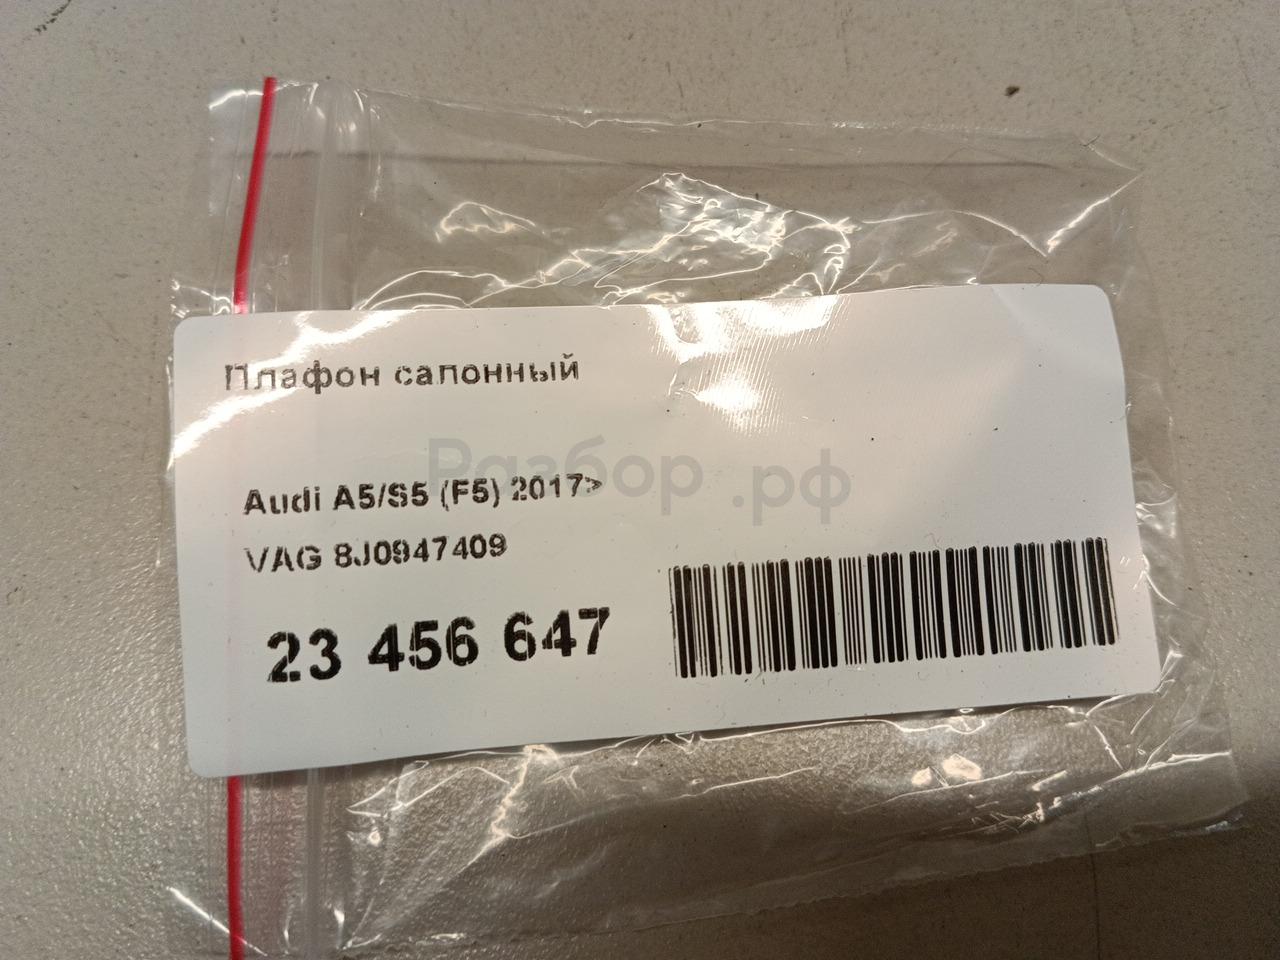 Плафон салонный
Разбор.рф
Audi A5/S5 (F5) 2017>
VAG 8J0947409
23 456 647